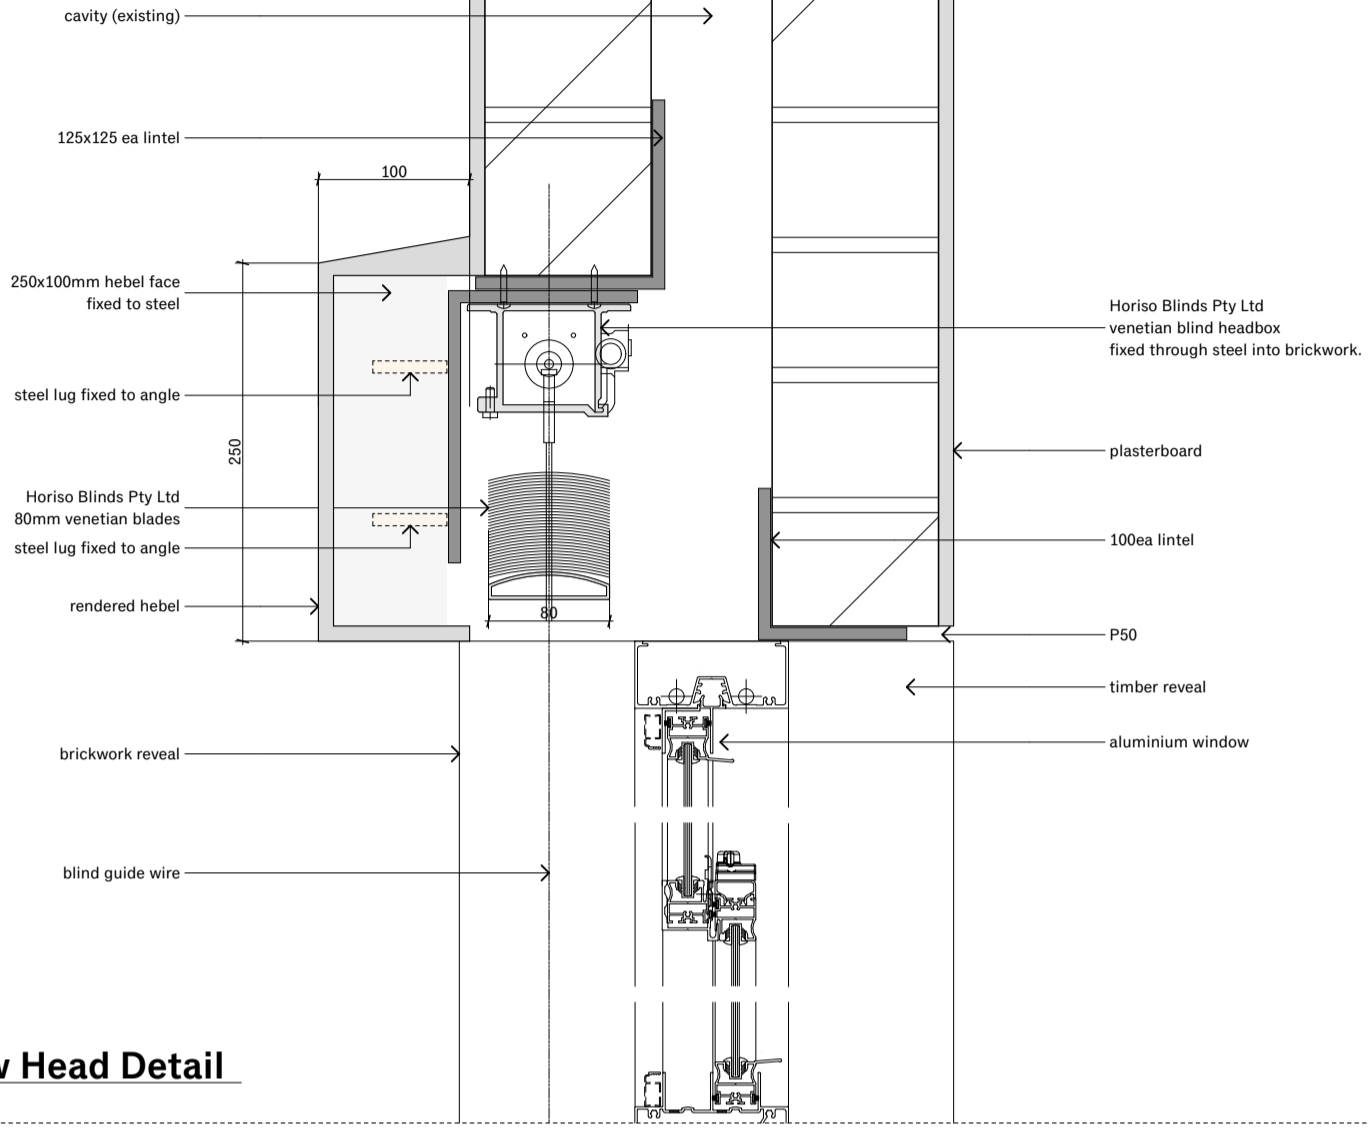 cavity (existing)
125x125 ea lintel
100
250x100mm hebel face
fixed to steel
Horiso Blinds Pty Ltd
venetian blind headbox
fixed through steel into brickwork.
steel lug fixed to angle
250
plasterboard
Horiso Blinds Pty Ltd
80mm venetian blades
steel lug fixed to angle
100ea lintel
rendered hebel
80
P50
timber reveal
aluminium window
brickwork reveal
blind guide wire
Head Detail